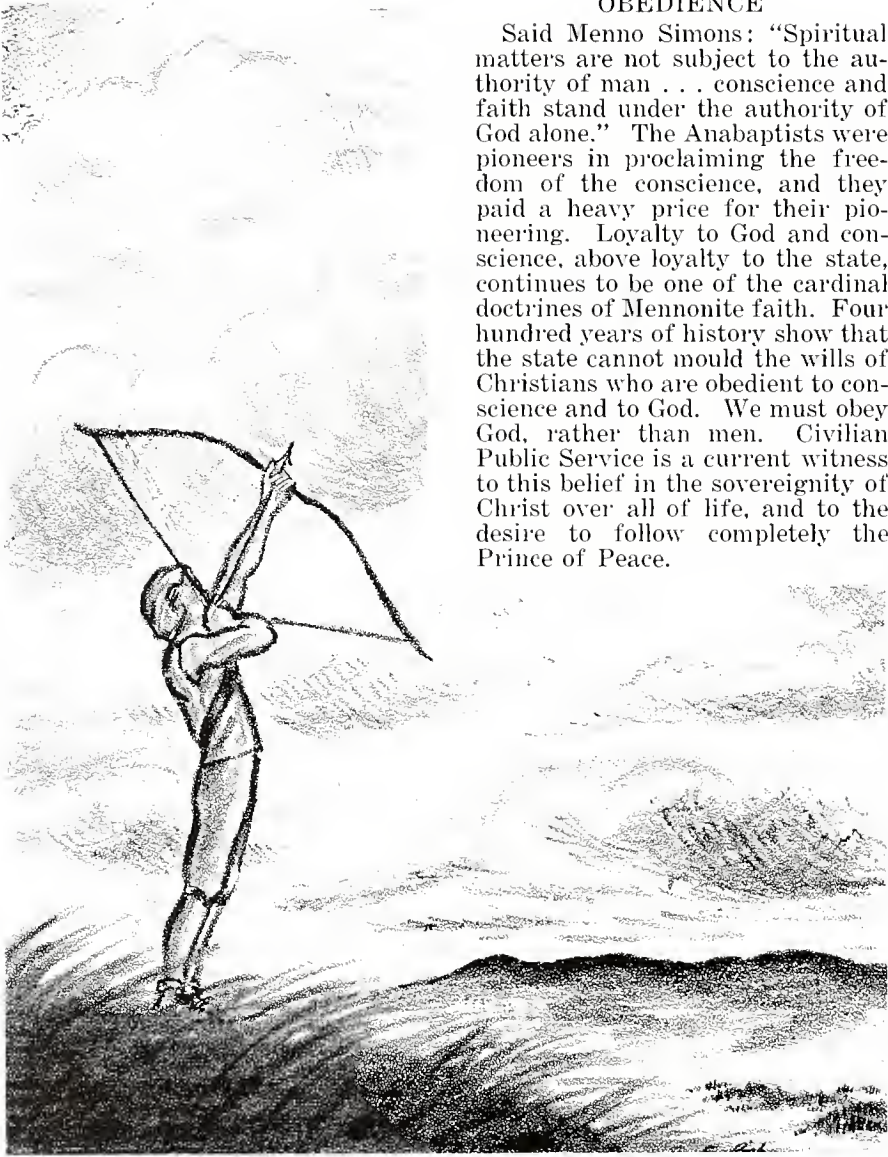 OBEDIENCE
Said Menno Simons: "Spiritual
matters are not subject to the au-
thority of man . . . conscience and
faith stand under the authority of
God alone." The Anabaptists were
pioneers in proclaiming the free-
dom of the conscience, and they
paid a heavy price for their pio-
neering. Loyalty to God and con-
science, above loyalty to the state,
continues to be one of the cardinal
doctrines of Mennonite faith. Four
hundred years of history show that
the state cannot mould the wills of
Christians who are obedient to con-
science and to God. We must obey
God, rather than men. Civilian
Public Service is a current witness
to this belief in the sovereignity of
Christ over all of life, and to the
desire to follow completely the
Prince of Peace.